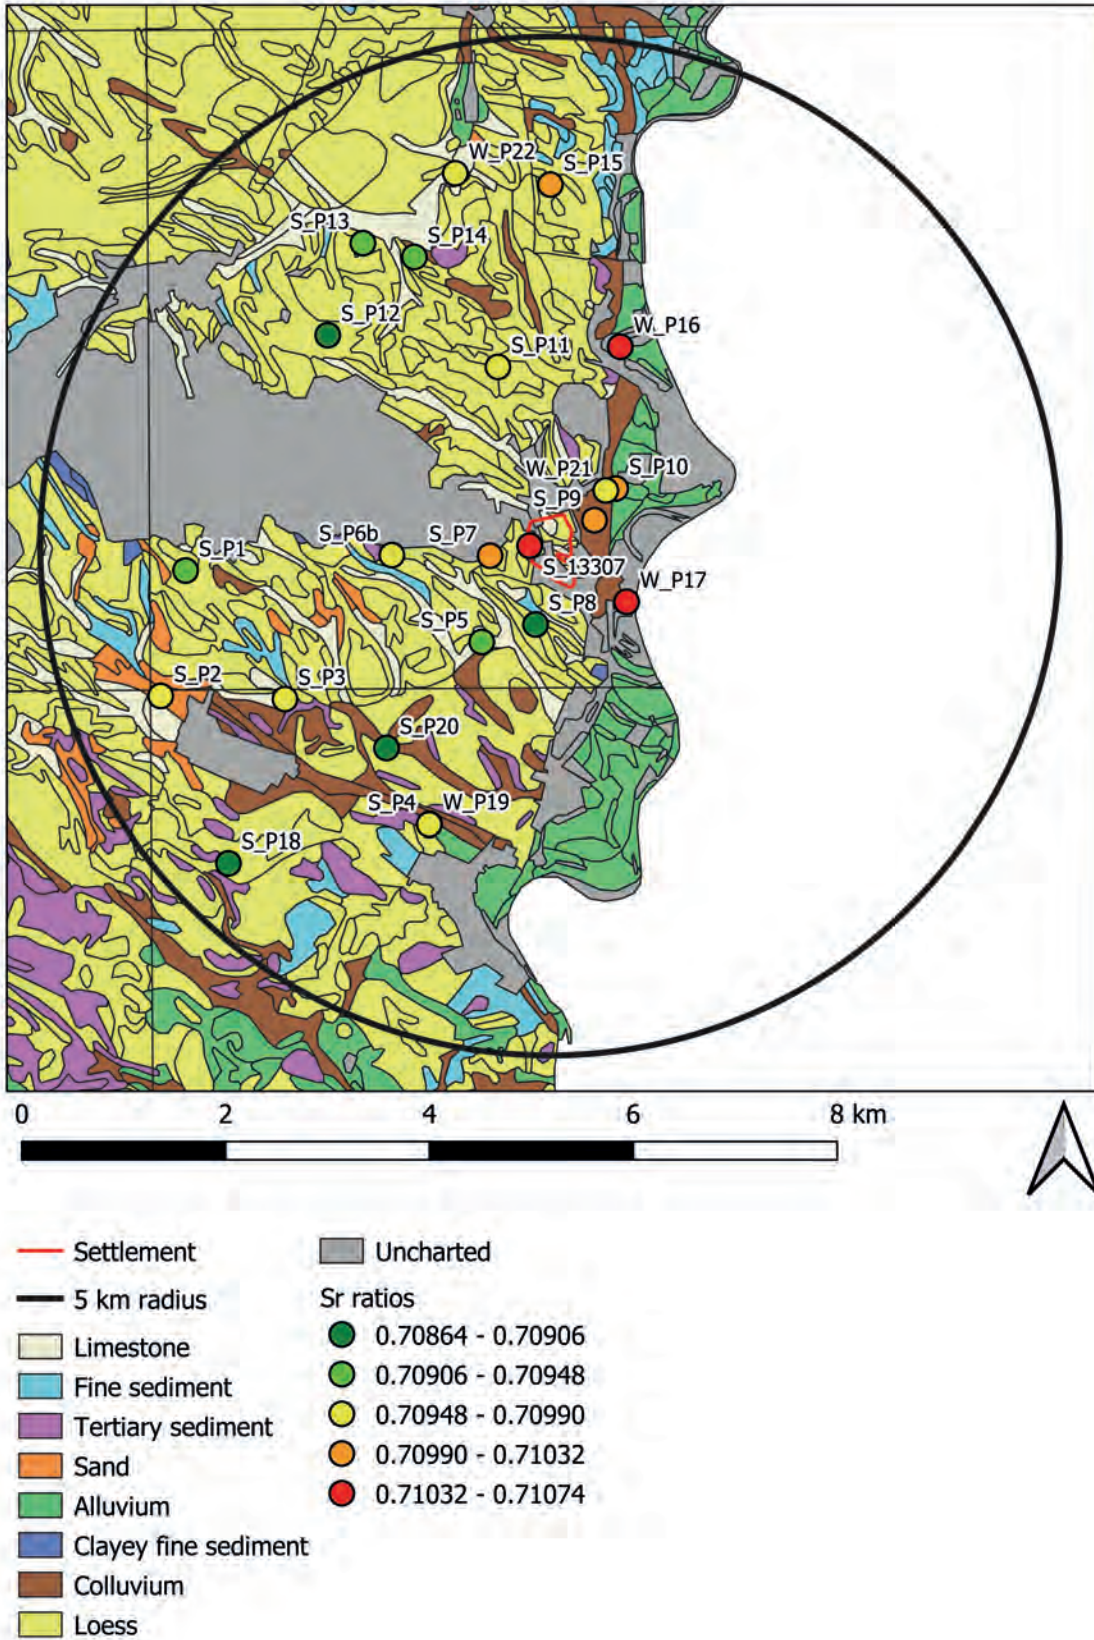 W_P22
S_P15
S_P13
S_P14
S_P12
W_P16
S_P11
W_P21
S_P10
S_P9
S_P6b
S_P7
S_P1
S_13307
W_P17
S_P8
S_P5
S_P2
S_P3
S_P20
S_P4
W_P19
S_P18
0 2 4 6 8 km
Settlement
5 km radius
Limestone
Fine sediment
Tertiary sediment
Sand
Alluvium
Clayey fine sediment
Colluvium
Loess
Uncharted
Sr ratios
0.70864 - 0.70906
0.70906 - 0.70948
0.70948 - 0.70990
0.70990 - 0.71032
0.71032 - 0.71074